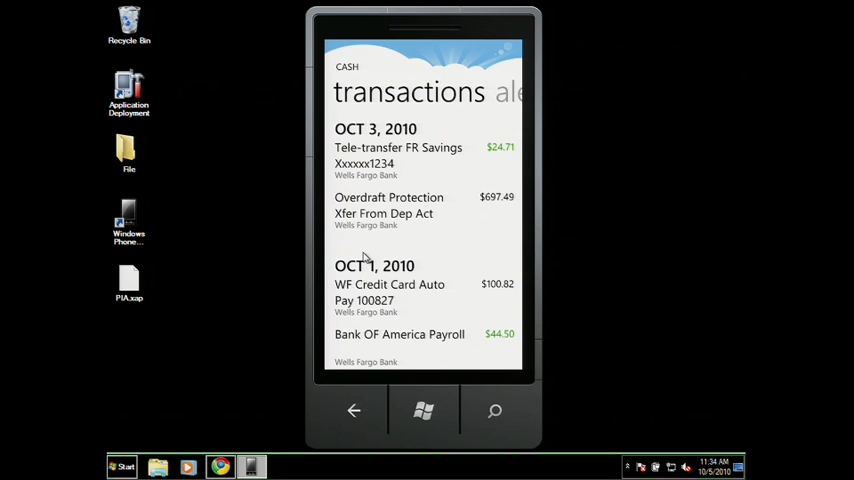 Recycle Bin
Application
Deployment
File
Windows
Phone...
PIA.xap
CASH
transactions ale
OCT 3, 2010
Tele-transfer FR Savings $24.71
Xxxxxx1234
Wells Fargo Bank
Overdraft Protection $697.49
Xfer From Dep Act
Wells Fargo Bank
OCT 1, 2010
WF Credit Card Auto $100.82
Pay 100827
Wells Fargo Bank
Bank OF America Payroll $44.50
Wells Fargo Bank
Start
11:34 AM
10/5/2010